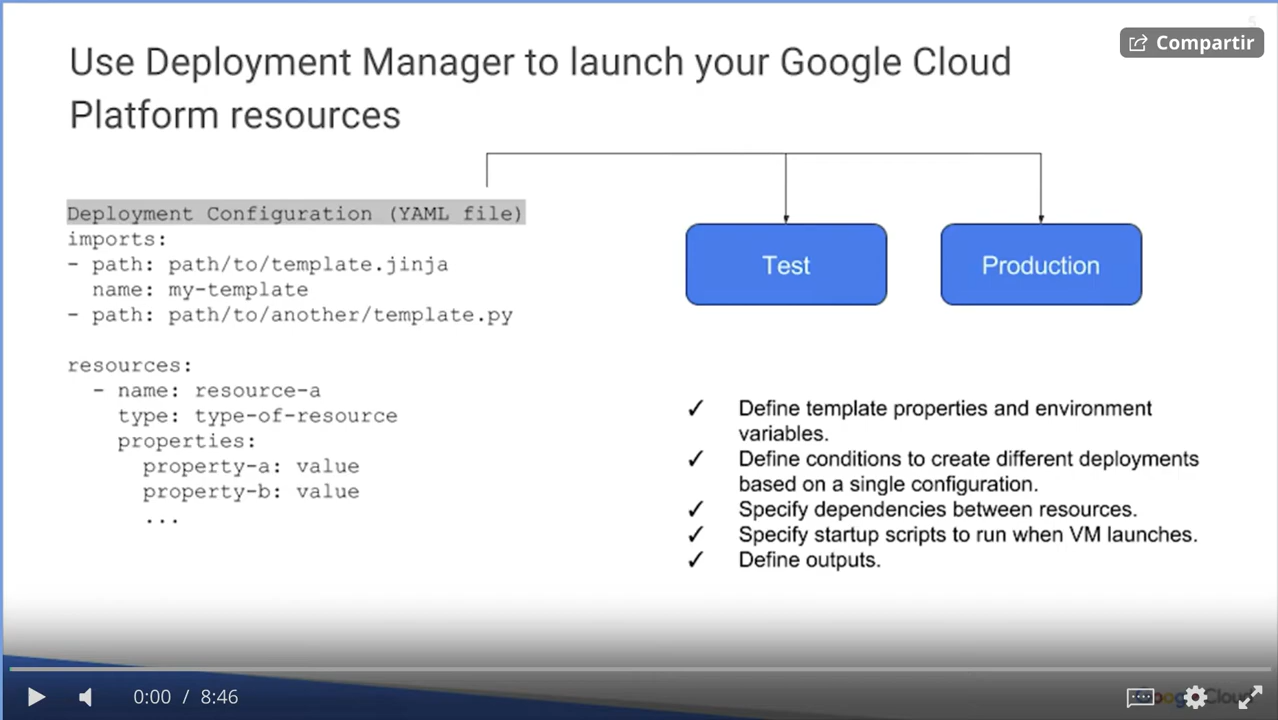 5
Compartir
Use Deployment Manager to launch your Google Cloud
Platform resources
Deployment Configuration (YAML file)
imports:
- path: path/to/template.jinja
name: my-template
- path: path/to/another/template.py
resources:
- name: resource-a
type: type-of-resource
properties:
property-a: value
property-b: value
...
Test
Production
✓ Define template properties and environment
variables.
✓ Define conditions to create different deployments
based on a single configuration.
✓ Specify dependencies between resources.
✓ Specify startup scripts to run when VM launches.
✓ Define outputs.
0:00 / 8:46
Google Cloud